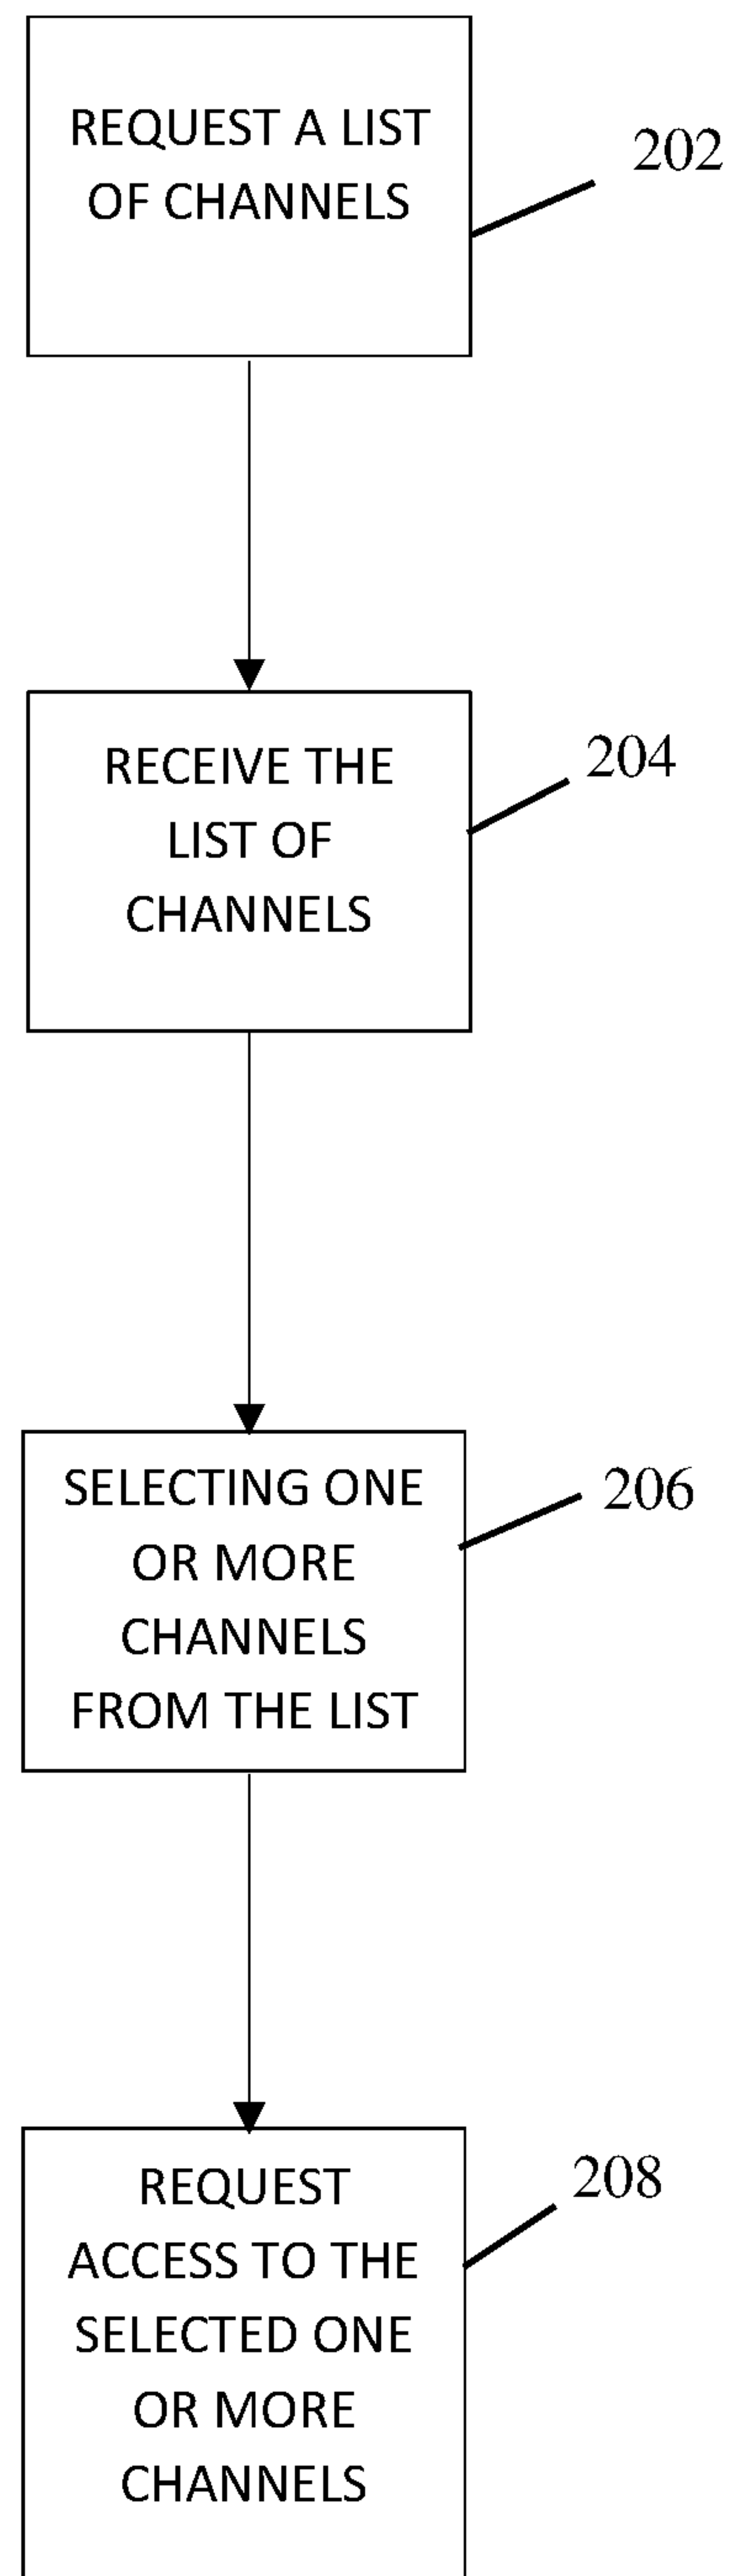 REQUEST A LIST
OF CHANNELS
202
RECEIVE THE
LIST OF
CHANNELS
204
SELECTING ONE
OR MORE
CHANNELS
FROM THE LIST
206
REQUEST
ACCESS TO THE
SELECTED ONE
OR MORE
CHANNELS
208